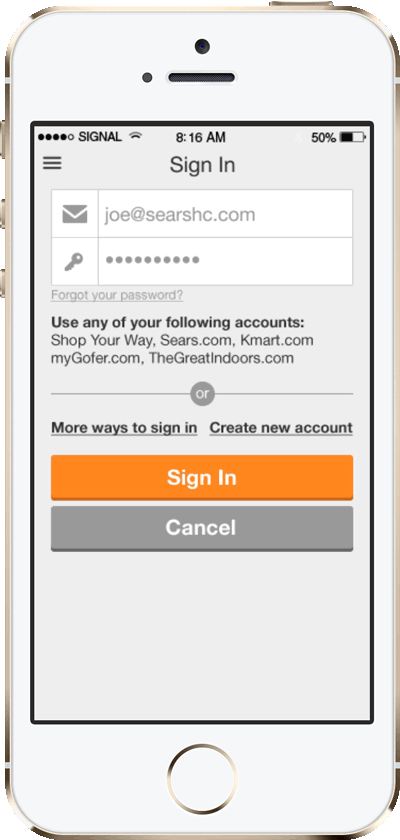 SIGNAL 8:16 AM 50%
Sign In
joe@searshc.com
••••••••••
Forgot your password?
Use any of your following accounts:
Shop Your Way, Sears.com, Kmart.com
myGofer.com, TheGreatIndoors.com
or
More ways to sign in Create new account
Sign In
Cancel